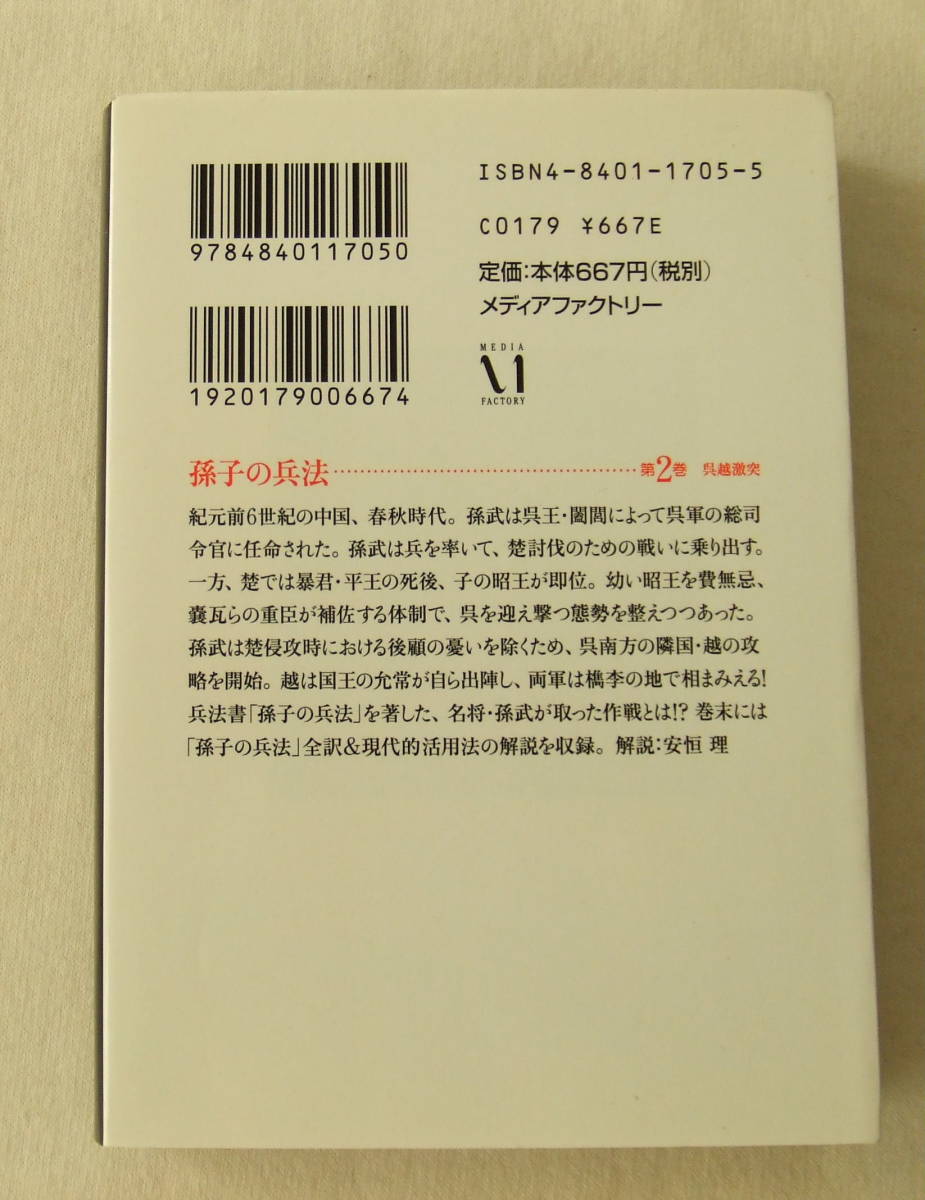 9784840117050
1920179006674
ISBN4-8401-1705-5
C0179 ¥667E
定価:本体667円(税別)
メディアファクトリー
MEDIA
FACTORY
孫子の兵法……………………………………第2巻 呉越激突
紀元前6世紀の中国、春秋時代。孫武は呉王・闔閭によって呉軍の総司
令官に任命された。孫武は兵を率いて、楚討伐のための戦いに乗り出す。
一方、楚では暴君・平王の死後、子の昭王が即位。幼い昭王を費無忌、
嚢瓦らの重臣が補佐する体制で、呉を迎え撃つ態勢を整えつつあった。
孫武は楚侵攻時における後顧の憂いを除くため、呉南方の隣国・越の攻
略を開始。越は国王の允常が自ら出陣し、両軍は檇李の地で相まみえる!
兵法書「孫子の兵法」を著した、名将・孫武が取った作戦とは!? 巻末には
「孫子の兵法」全訳&現代的活用法の解説を収録。解説:安恒 理